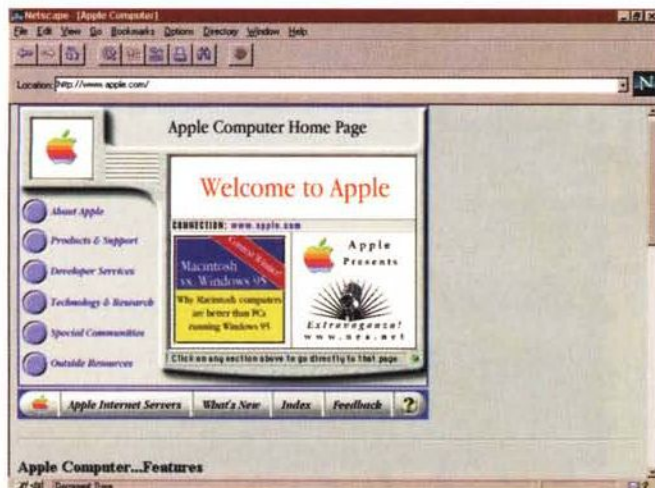 Netscape - [Apple Computer]
File Edit View Go Bookmarks Options Directory Window Help
Location: http://www.apple.com/
N
Apple Computer Home Page
Welcome to Apple
CONNECTION: www.apple.com
About Apple
Products & Support
Developer Services
Technology & Research
Special Communities
Outside Resources
Macintosh
vs. Windows 95
Why Macintosh computers
are better than PCs
running Windows 95
Apple
Presents
Extravaganza!
Click on any section above to go directly to that page
Apple Internet Servers What's New Index Feedback ?
Apple Computer...Features
Document: Done